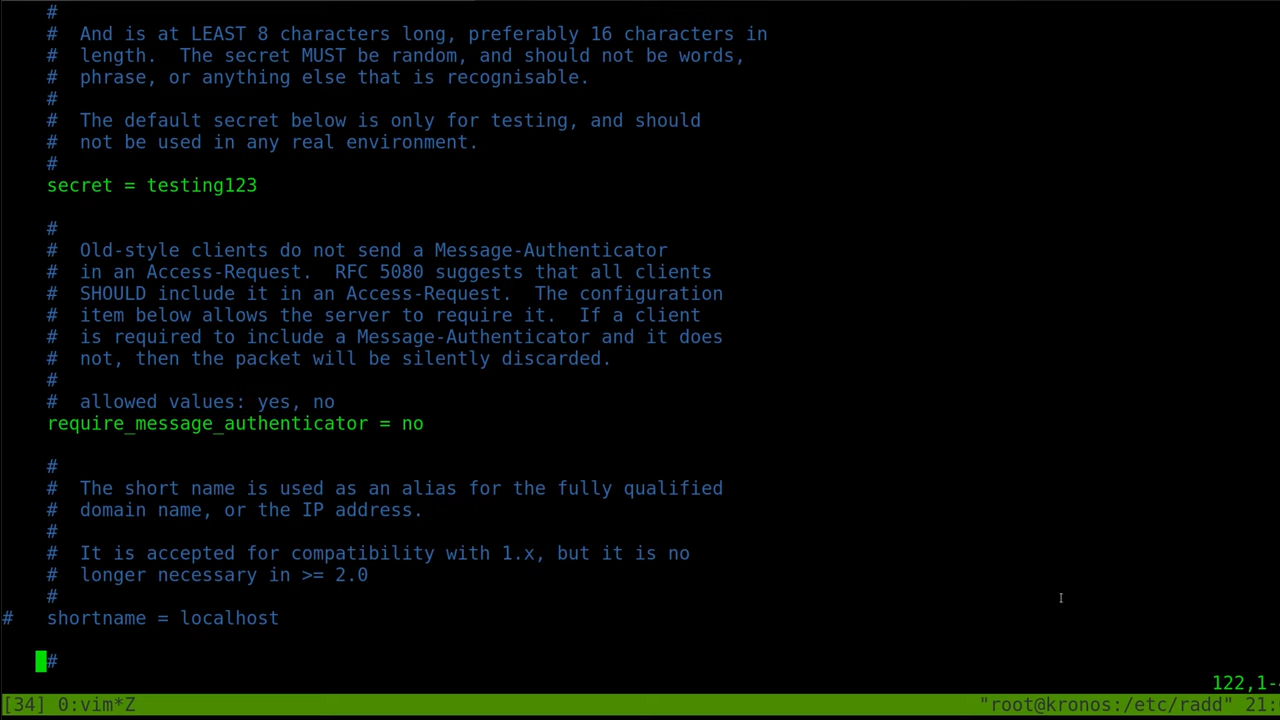 #
# And is at LEAST 8 characters long, preferably 16 characters in
# length. The secret MUST be random, and should not be words,
# phrase, or anything else that is recognisable.
#
# The default secret below is only for testing, and should
# not be used in any real environment.
#
secret = testing123
#
# Old-style clients do not send a Message-Authenticator
# in an Access-Request. RFC 5080 suggests that all clients
# SHOULD include it in an Access-Request. The configuration
# item below allows the server to require it. If a client
# is required to include a Message-Authenticator and it does
# not, then the packet will be silently discarded.
#
# allowed values: yes, no
require_message_authenticator = no
#
# The short name is used as an alias for the fully qualified
# domain name, or the IP address.
#
# It is accepted for compatibility with 1.x, but it is no
# longer necessary in >= 2.0
#
# shortname = localhost
#
122,1-
[34] 0:vim*Z "root@kronos:/etc/radd" 21: